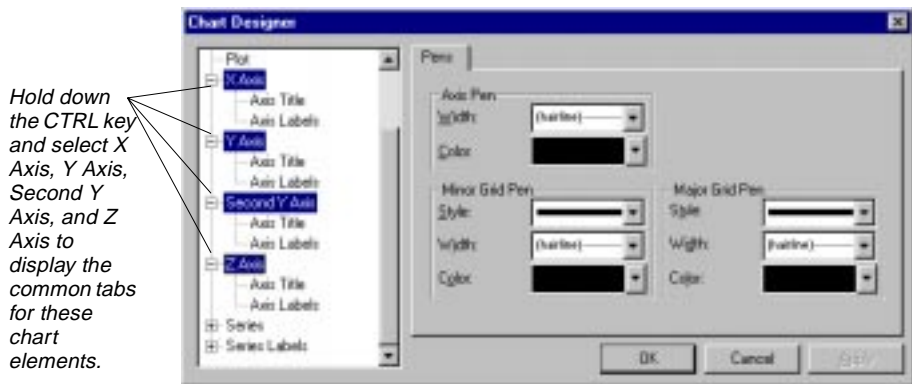 Chart Designer
Hold down
the CTRL key
and select X
Axis, Y Axis,
Second Y
Axis, and Z
Axis to
display the
common tabs
for these
chart
elements.
Plot
X Axis
Axis Title
Axis Labels
Y Axis
Axis Title
Axis Labels
Second Y Axis
Axis Title
Axis Labels
Z Axis
Axis Title
Axis Labels
Series
Series Labels
Pens
Axis Pen
Width:
(hairline)
Color:
Minor Grid Pen
Style:
Width:
(hairline)
Color:
Major Grid Pen
Style:
Width:
(hairline)
Color:
OK
Cancel
Apply